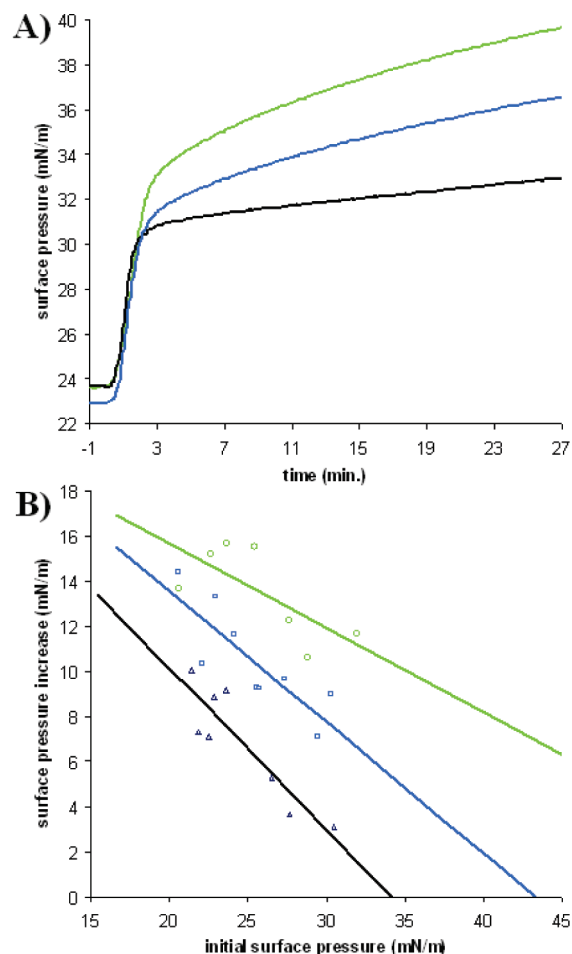 A)
40
38
36
34
32
30
28
26
24
22
surface pressure (mN/m)
-1 3 7 11 15 19 23 27
time (min.)
B)
18
16
14
12
10
8
6
4
2
0
surface pressure increase (mN/m)
15 20 25 30 35 40 45
initial surface pressure (mN/m)